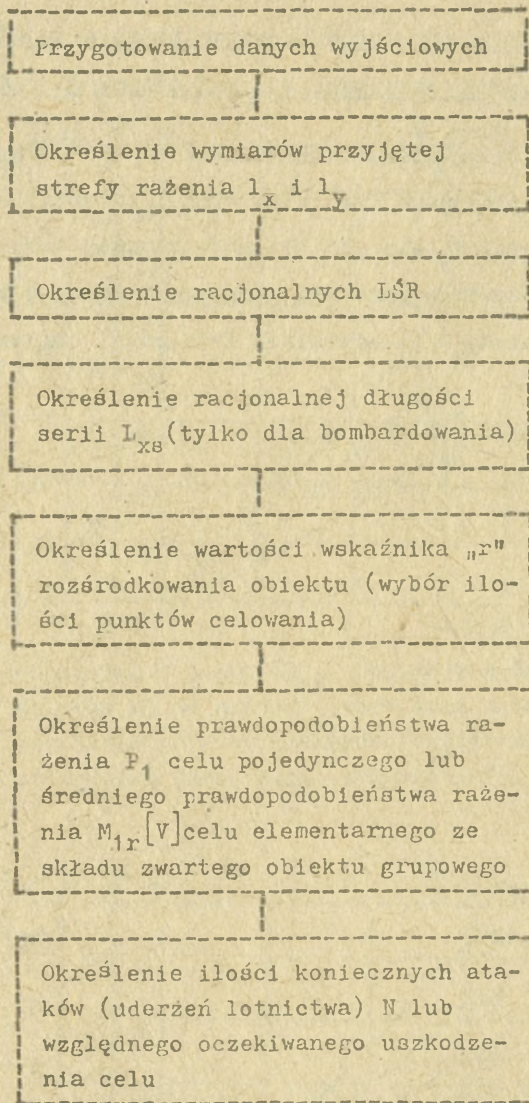 Przygotowanie danych wyjściowych
Określenie wymiarów przyjętej
strefy rażenia l_x i l_y
Określenie racjonalnych LŚR
Określenie racjonalnej długości
serii L_xs (tylko dla bombardowania)
Określenie wartości wskaźnika „r"
rozśrodkowania obiektu (wybór ilo-
ści punktów celowania)
Określenie prawdopodobieństwa ra-
żenia P_1 celu pojedynczego lub
średniego prawdopodobieństwa raże-
nia M_1r[V] celu elementarnego ze
składu zwartego obiektu grupowego
Określenie ilości koniecznych ata-
ków (uderzeń lotnictwa) N lub
względnego oczekiwanego uszkodze-
nia celu